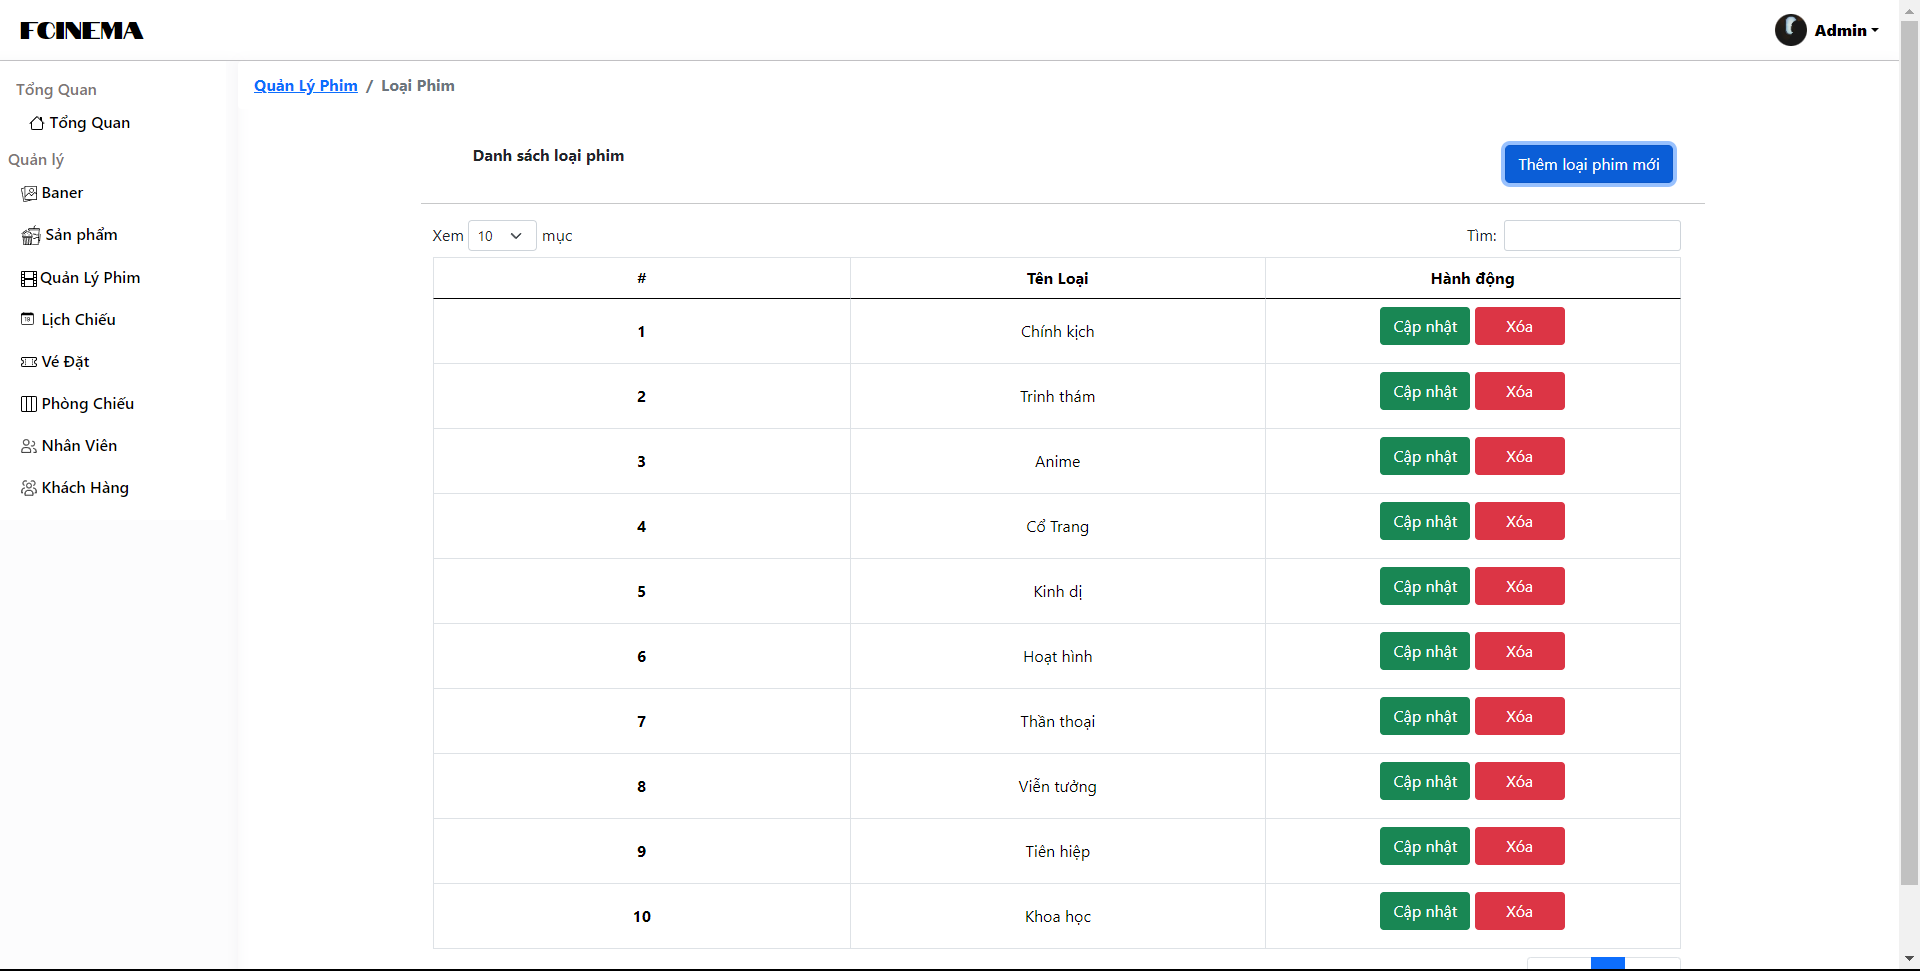 FCINEMA
Admin
Tổng Quan
Tổng Quan
Quản lý
Baner
Sản phẩm
Quản Lý Phim
Lịch Chiếu
Vé Đặt
Phòng Chiếu
Nhân Viên
Khách Hàng
Quản Lý Phim / Loại Phim
Danh sách loại phim
Thêm loại phim mới
Xem 10 mục
Tìm:
# Tên Loại Hành động
1 Chính kịch Cập nhật Xóa
2 Trinh thám Cập nhật Xóa
3 Anime Cập nhật Xóa
4 Cổ Trang Cập nhật Xóa
5 Kinh dị Cập nhật Xóa
6 Hoạt hình Cập nhật Xóa
7 Thần thoại Cập nhật Xóa
8 Viễn tưởng Cập nhật Xóa
9 Tiên hiệp Cập nhật Xóa
10 Khoa học Cập nhật Xóa